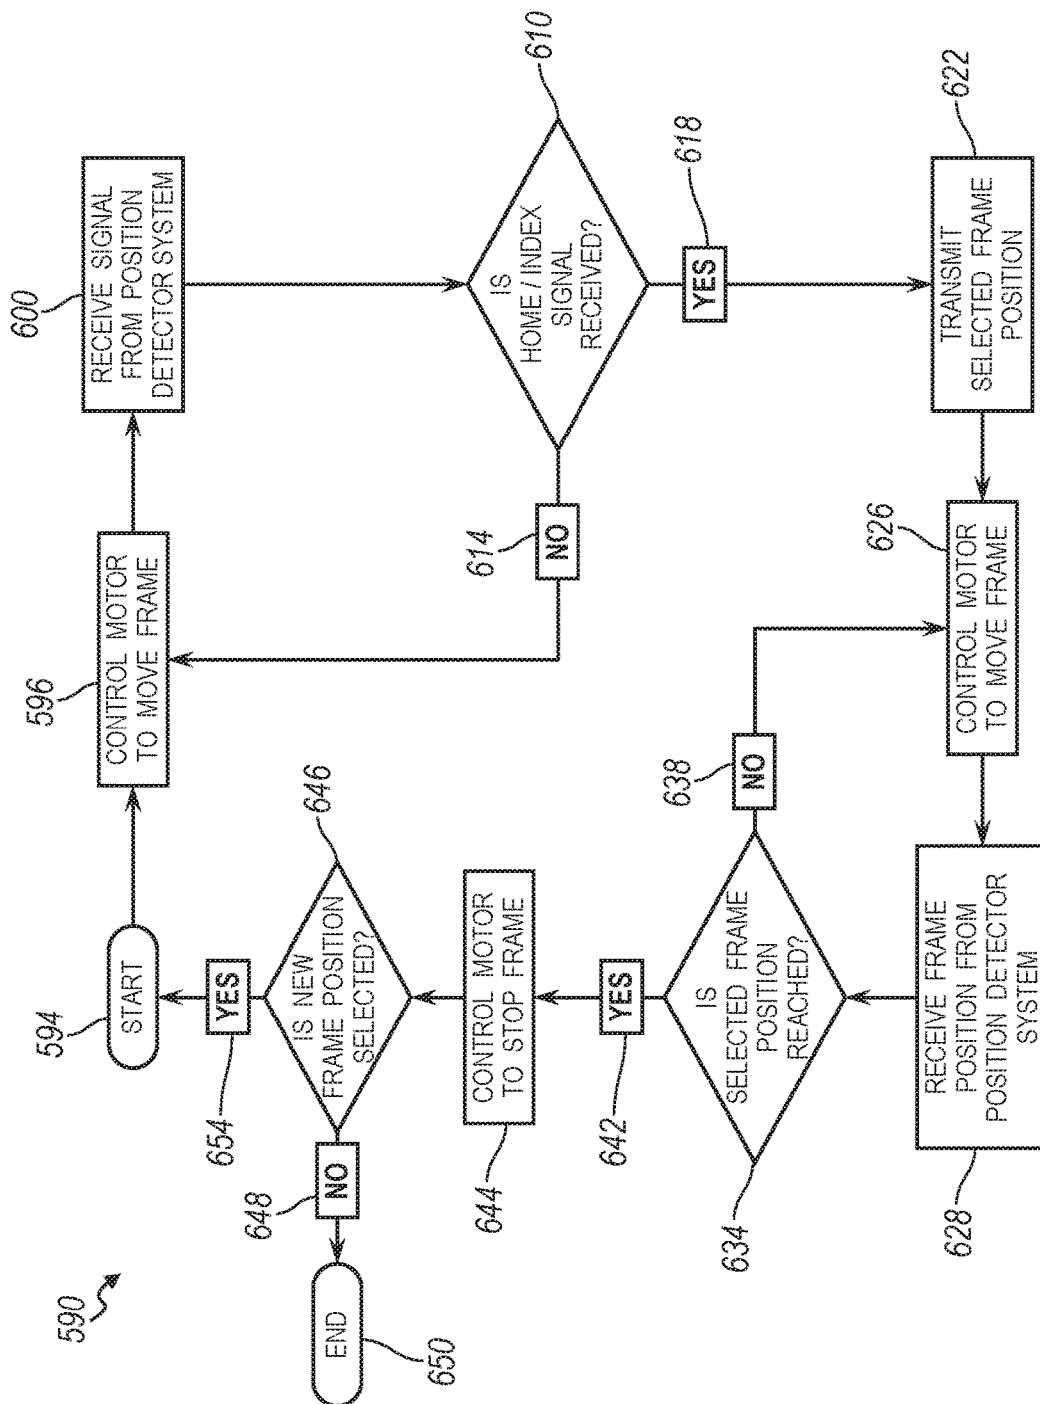 590
594
START
596
CONTROL MOTOR
TO MOVE FRAME
600
RECEIVE SIGNAL
FROM POSITION
DETECTOR SYSTEM
610
IS
HOME / INDEX
SIGNAL
RECEIVED?
614
NO
618
YES
622
TRANSMIT
SELECTED FRAME
POSITION
626
CONTROL MOTOR
TO MOVE FRAME
628
RECEIVE FRAME
POSITION FROM
POSITION DETECTOR
SYSTEM
634
IS
SELECTED FRAME
POSITION
REACHED?
638
NO
642
YES
644
CONTROL MOTOR
TO STOP FRAME
646
IS NEW
FRAME POSITION
SELECTED?
654
YES
648
NO
650
END